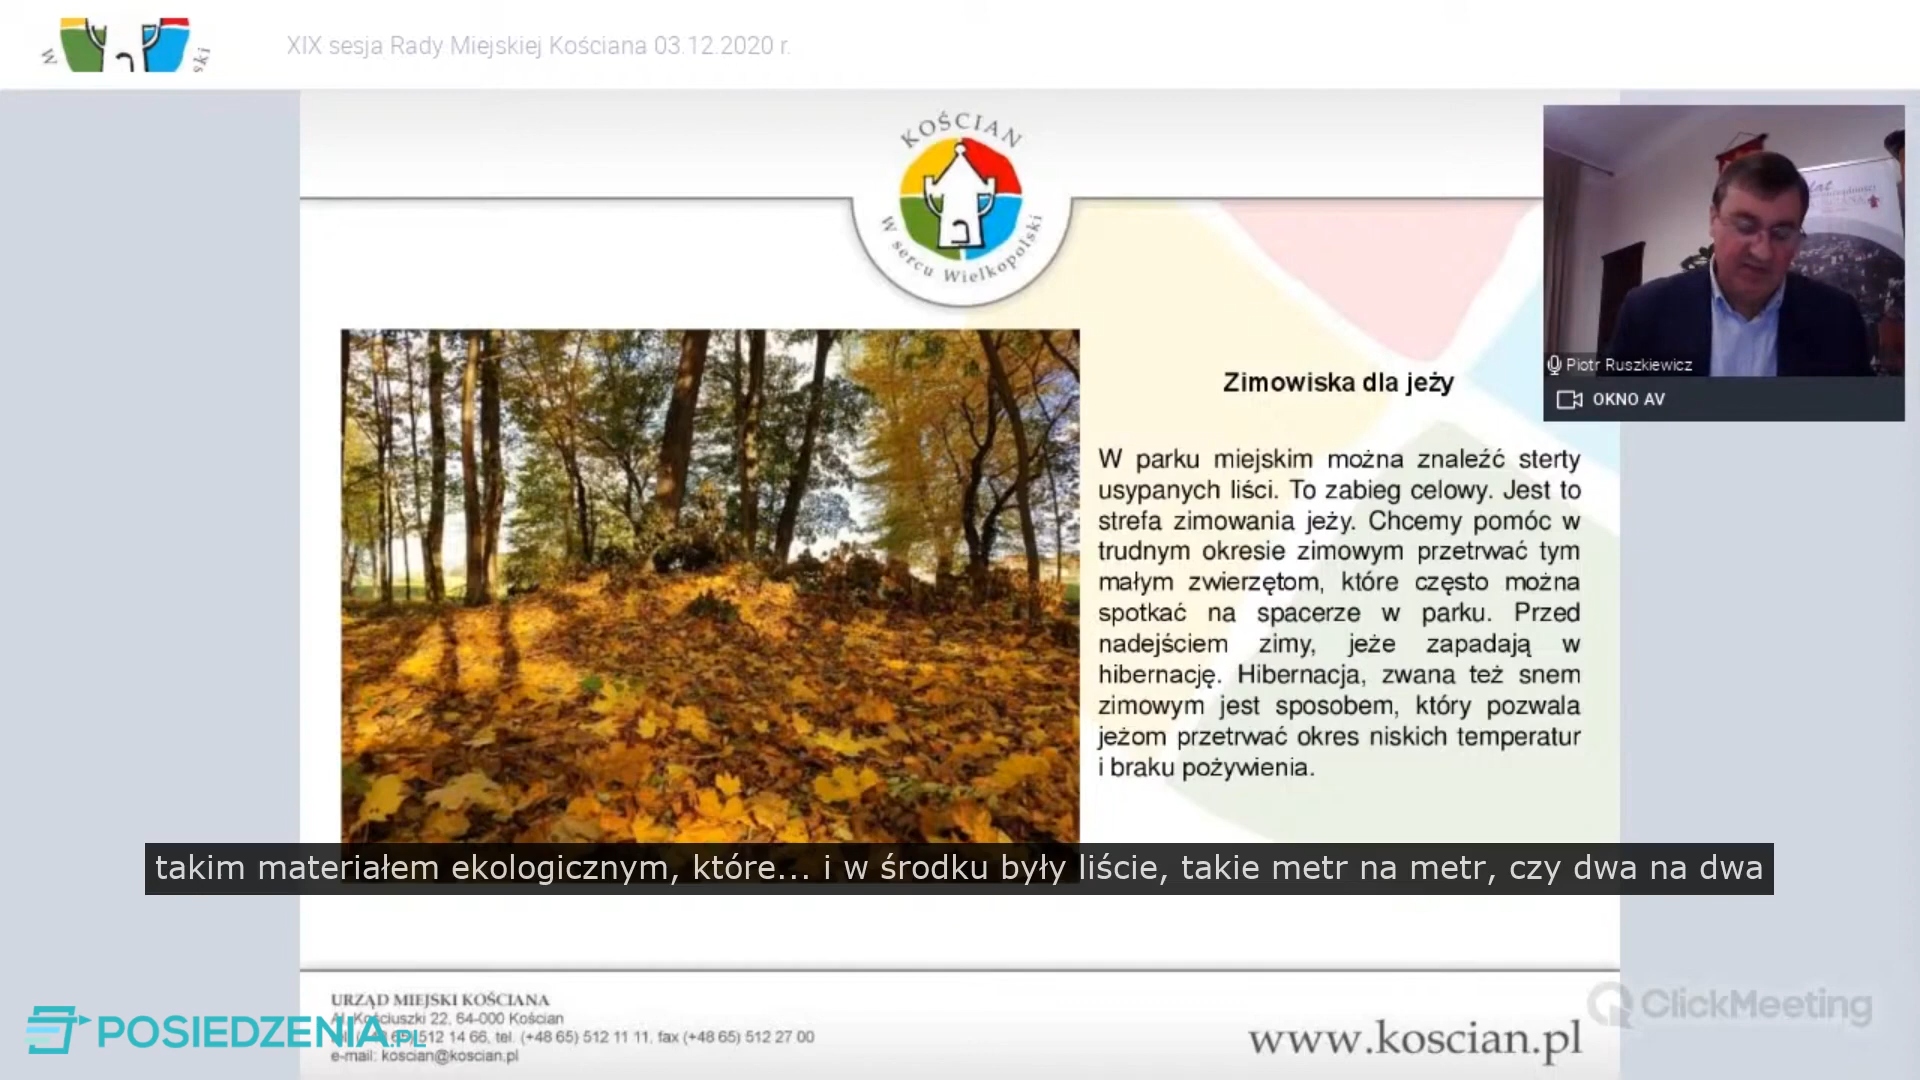 XIX sesja Rady Miejskiej Kościana 03.12.2020 r.
W
ski
KOŚCIAN
W sercu Wielkopolski
lat
Piotr Ruszkiewicz
OKNO AV
Zimowiska dla jeży
W parku miejskim można znaleźć sterty
usypanych liści. To zabieg celowy. Jest to
strefa zimowania jeży. Chcemy pomóc w
trudnym okresie zimowym przetrwać tym
małym zwierzętom, które często można
spotkać na spacerze w parku. Przed
nadejściem zimy, jeże zapadają w
hibernację. Hibernacja, zwana też snem
zimowym jest sposobem, który pozwala
jeżom przetrwać okres niskich temperatur
i braku pożywienia.
takim materiałem ekologicznym, które... i w środku były liście, takie metr na metr, czy dwa na dwa
URZĄD MIEJSKI KOŚCIANA
Al. Kościuszki 22, 64-000 Kościan
512 14 66, tel. (+48 65) 512 11 11, fax (+48 65) 512 27 00
e-mail: koscian@koscian.pl
POSIEDZENIA.PL
www.koscian.pl
ClickMeeting